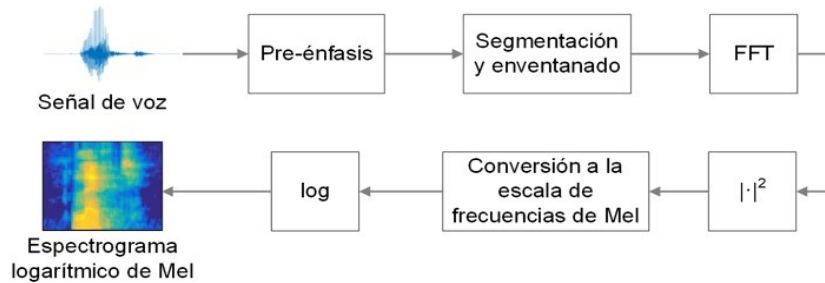 Señal de voz
Pre-énfasis
Segmentación
y enventanado
FFT
|·|²
Conversión a la
escala de
frecuencias de Mel
log
Espectrograma
logarítmico de Mel